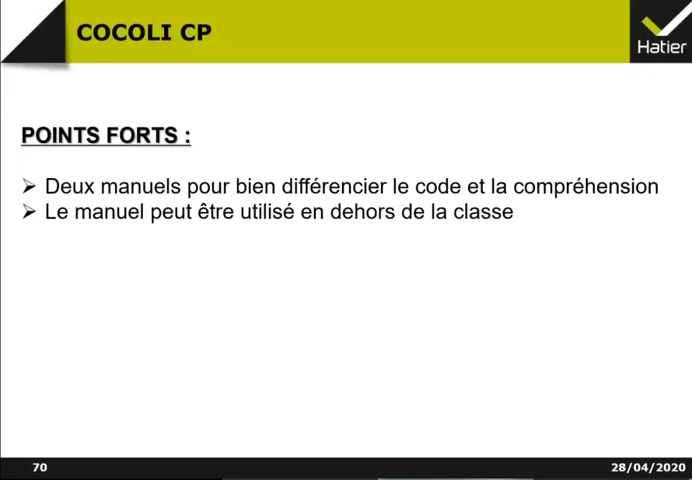 COCOLI CP
Hatier
POINTS FORTS :
➢ Deux manuels pour bien différencier le code et la compréhension
➢ Le manuel peut être utilisé en dehors de la classe
70
28/04/2020